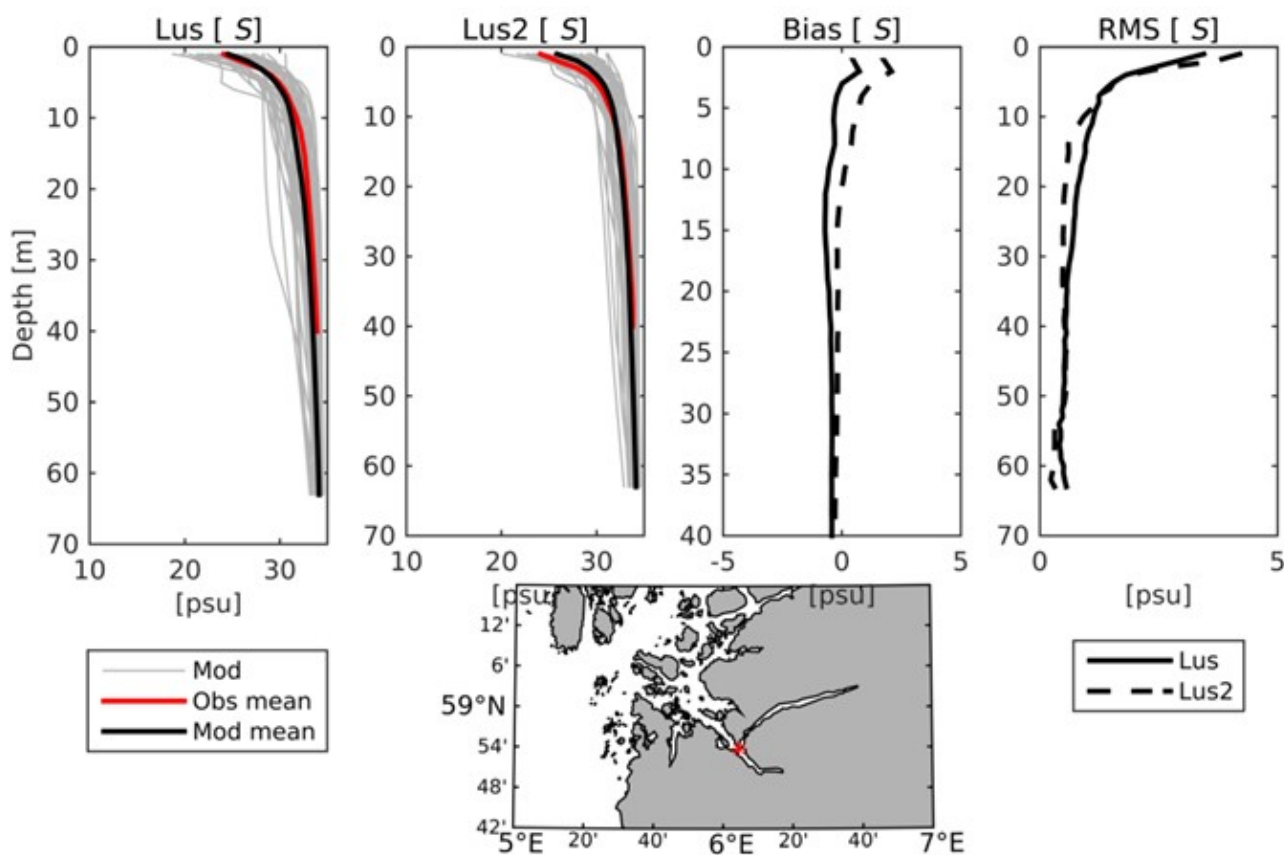 Lus [ S]
Lus2 [ S]
Bias [ S]
RMS [ S]
0
10
20
30
40
50
60
70
Depth [m]
10 20 30
[psu]
0
10
20
30
40
50
60
70
10 20 30
[psu]
0
5
10
15
20
25
30
35
40
-5 0 5
[psu]
0
10
20
30
40
50
60
70
0 5
[psu]
Mod
Obs mean
Mod mean
12'
6'
59°N
54'
48'
42'
5°E 20' 40' 6°E 20' 40' 7°E
Lus
Lus2